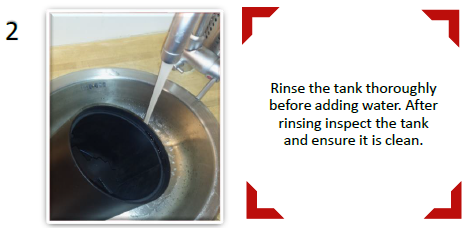 2
Rinse the tank thoroughly
before adding water. After
rinsing inspect the tank
and ensure it is clean.